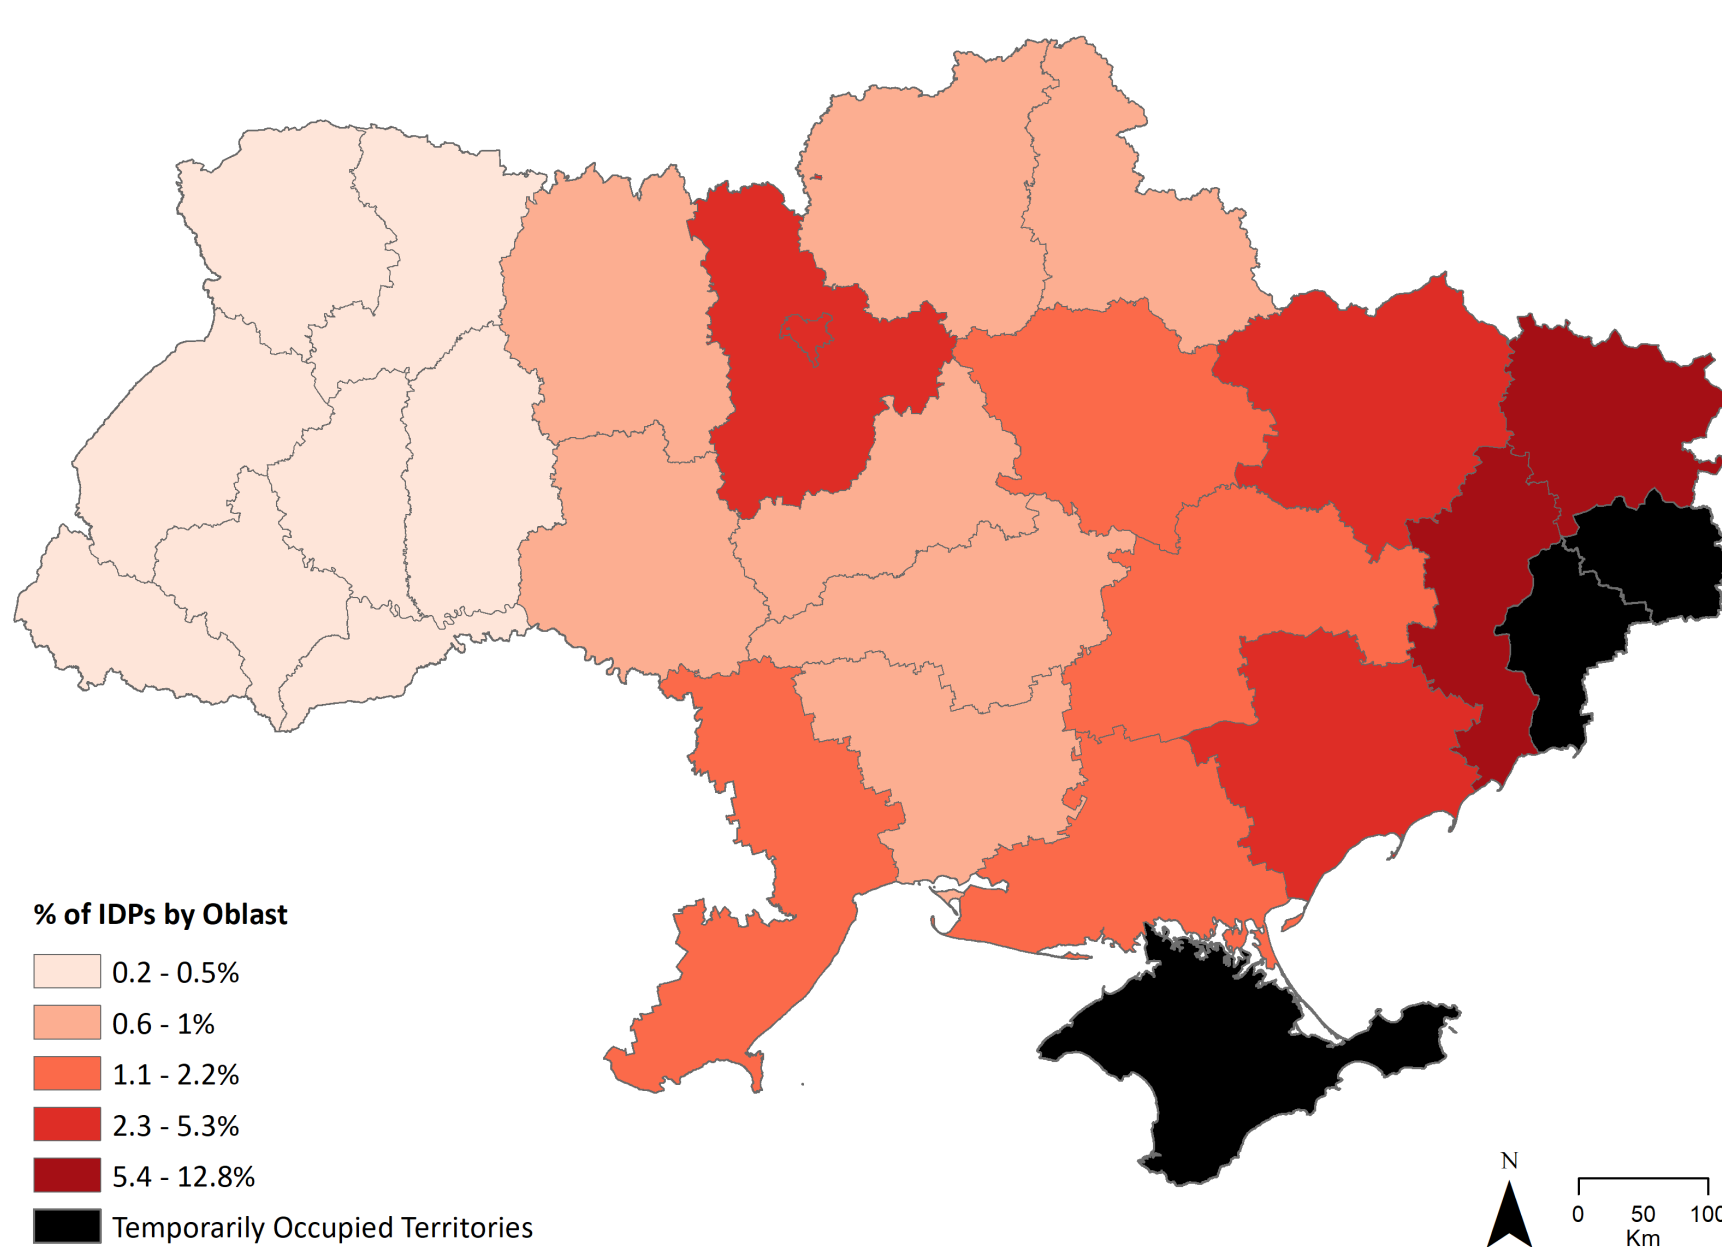 % of IDPs by Oblast
0.2 - 0.5%
0.6 - 1%
1.1 - 2.2%
2.3 - 5.3%
5.4 - 12.8%
Temporarily Occupied Territories
N
0 50 100
Km